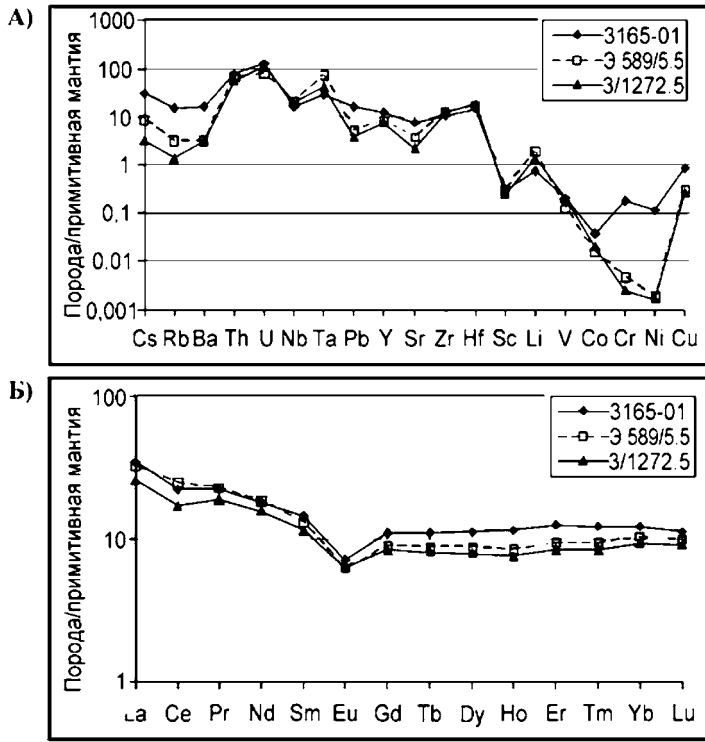 А)
Порода/примитивная мантия
1000
100
10
1
0,1
0.01
0,001
3165-01
Э 589/5.5
3/1272.5
Cs Rb Ba Th U Nb Ta Pb Y Sr Zr Hf Sc Li V Co Cr Ni Cu
Б)
Порода/примитивная мантия
100
10
1
3165-01
Э 589/5.5
3/1272.5
La Ce Pr Nd Sm Eu Gd Tb Dy Ho Er Tm Yb Lu